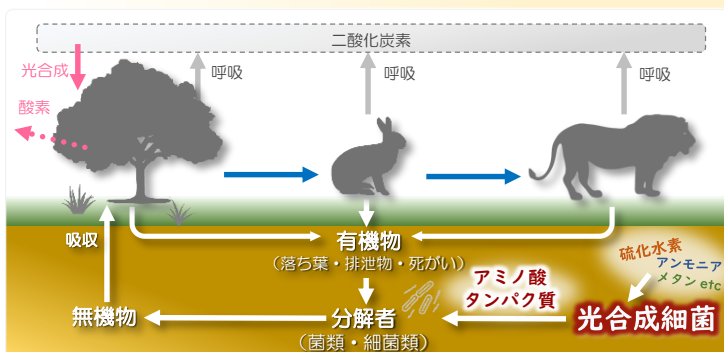 二酸化炭素
光合成
呼吸
呼吸
呼吸
酸素
吸収
有機物
（落ち葉・排泄物・死がい）
硫化水素
アンモニア
メタン etc
アミノ酸
タンパク質
無機物
分解者
（菌類・細菌類）
光合成細菌